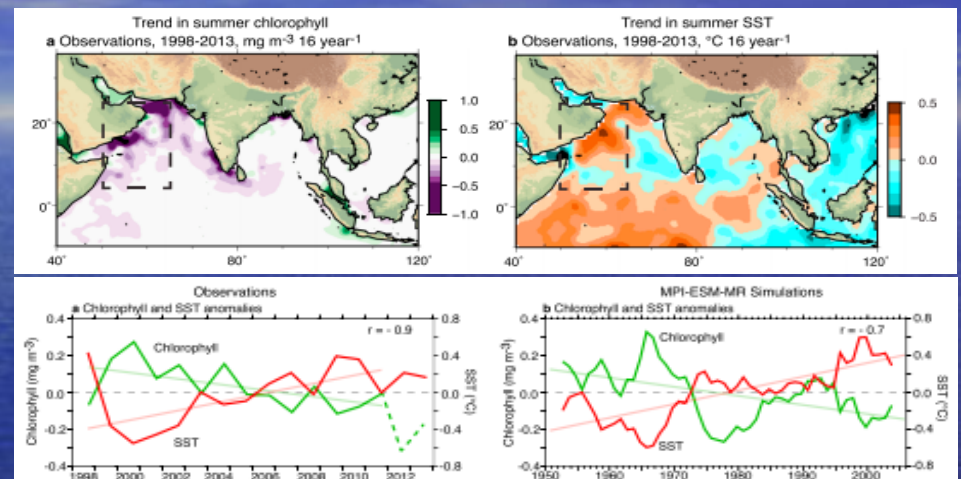 Trend in summer chlorophyll
a Observations, 1998-2013, mg m-3 16 year-1
20˚
0˚
40˚
80˚
120˚
1.0
0.5
0.0
−0.5
−1.0
Trend in summer SST
b Observations, 1998-2013, °C 16 year-1
20˚
0˚
40˚
80˚
120˚
0.5
0.0
−0.5
Observations
a Chlorophyll and SST anomalies
r = - 0.9
Chlorophyll
SST
Chlorophyll (mg m-3)
0.4
0.2
0.0
-0.2
-0.4
0.8
0.4
0.0
-0.4
-0.8
SST (°C)
1998 2000 2002 2004 2006 2008 2010 2012
MPI-ESM-MR Simulations
b Chlorophyll and SST anomalies
r = - 0.7
Chlorophyll
SST
Chlorophyll (mg m-3)
0.4
0.2
0.0
-0.2
-0.4
0.8
0.4
0.0
-0.4
-0.8
SST (°C)
1950 1960 1970 1980 1990 2000